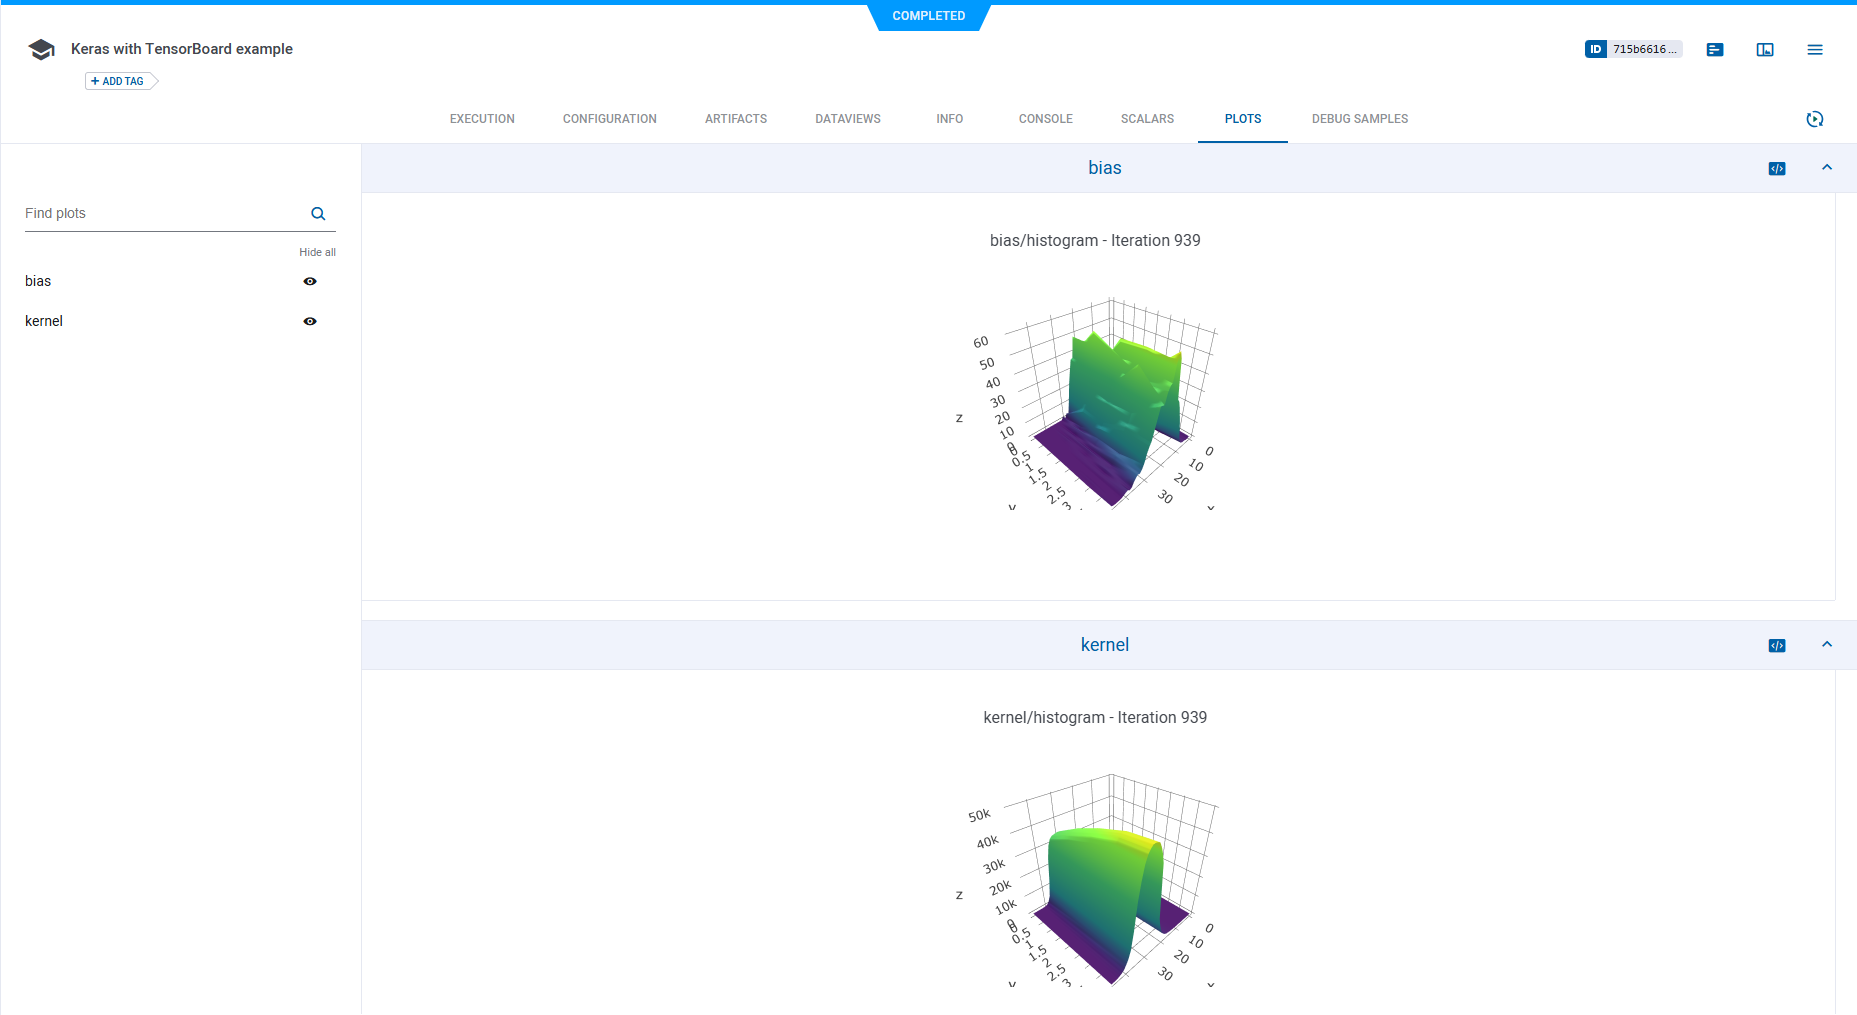 COMPLETED
Keras with TensorBoard example
ID 715b6616...
+ ADD TAG
EXECUTION CONFIGURATION ARTIFACTS DATAVIEWS INFO CONSOLE SCALARS PLOTS DEBUG SAMPLES
Find plots
Hide all
bias
kernel
bias
bias/histogram - Iteration 939
60
50
40
30
20
10
0
z
0
0.5
1
1.5
2
2.5
3
y
0
10
20
30
x
kernel
kernel/histogram - Iteration 939
50k
40k
30k
20k
10k
0
z
0
0.5
1
1.5
2
2.5
3
y
0
10
20
30
x